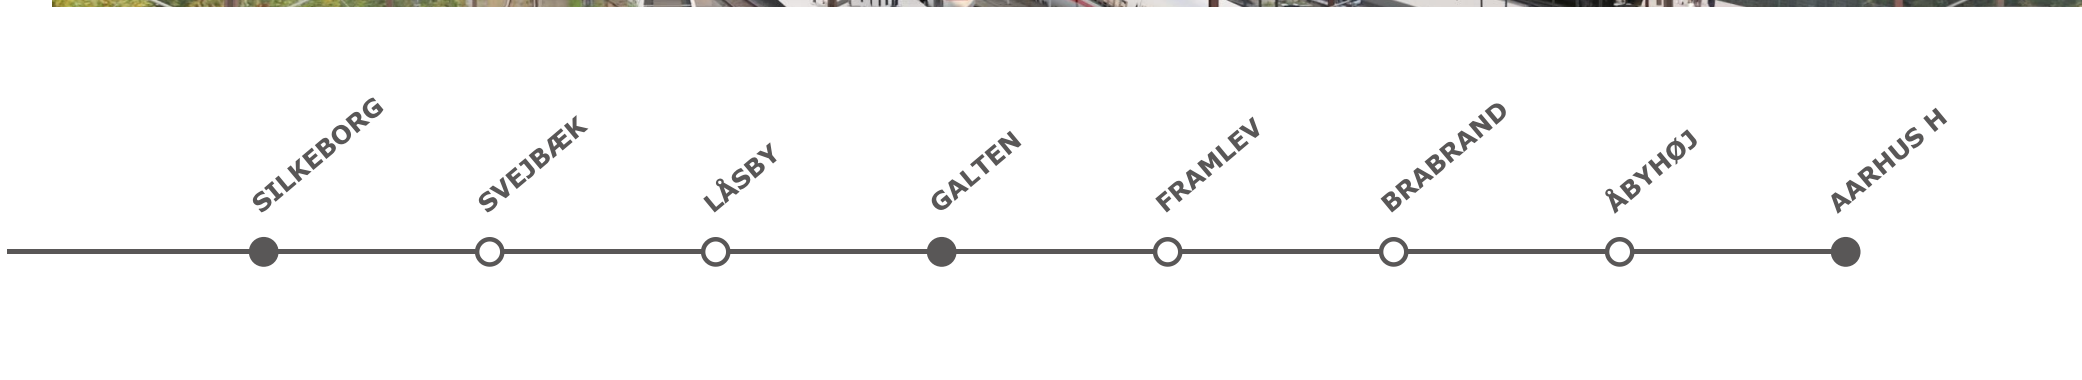 SILKEBORG
SVEJBÆK
LÅSBY
GALTEN
FRAMLEV
BRABRAND
ÅBYHØJ
AARHUS H